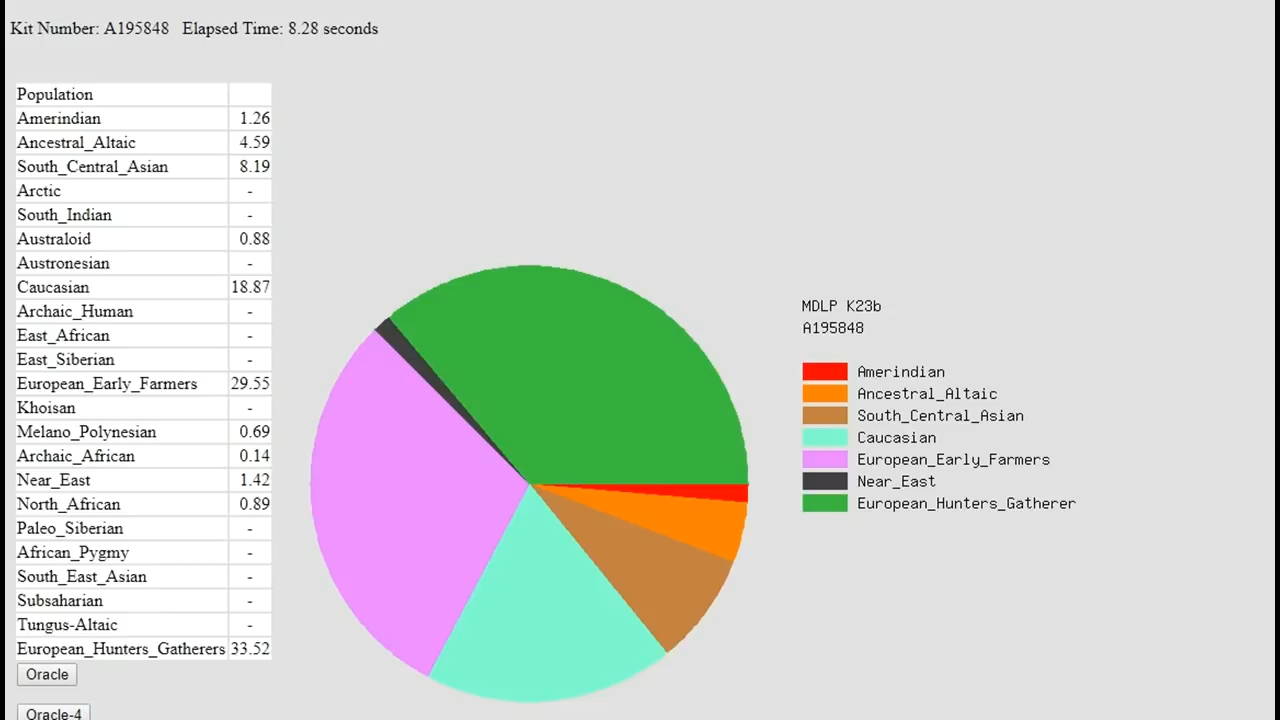 Kit Number: A195848 Elapsed Time: 8.28 seconds
Population
Amerindian 1.26
Ancestral_Altaic 4.59
South_Central_Asian 8.19
Arctic -
South_Indian -
Australoid 0.88
Austronesian -
Caucasian 18.87
Archaic_Human -
East_African -
East_Siberian -
European_Early_Farmers 29.55
Khoisan -
Melano_Polynesian 0.69
Archaic_African 0.14
Near_East 1.42
North_African 0.89
Paleo_Siberian -
African_Pygmy -
South_East_Asian -
Subsaharian -
Tungus-Altaic -
European_Hunters_Gatherers 33.52
Oracle
Oracle-4
MDLP K23b
A195848
Amerindian
Ancestral_Altaic
South_Central_Asian
Caucasian
European_Early_Farmers
Near_East
European_Hunters_Gatherer